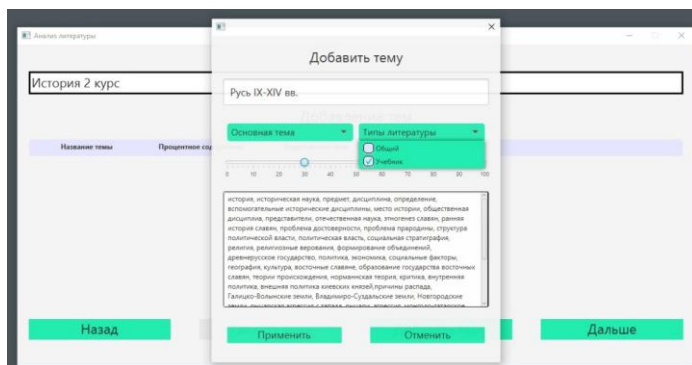 Анализ литературы
Добавить тему
История 2 курс
Русь IX-XIV вв.
Основная тема
Типы литературы
Общий
Учебник
Название темы
Процентное сод
0 10 20 30 40 50 60 70 80 90 100
история, историческая наука, предмет, дисциплина, определение,
вспомогательные исторические дисциплины, место истории, общественная
дисциплина, представители, отечественная наука, этногенез славян, ранняя
история славян, проблема достоверности, проблема прародины, структура
политической власти, политическая власть, социальная стратиграфия,
религия, религиозные верования, формирование объединений,
древнерусское государство, политика, экономика, социальные факторы,
география, культура, восточные славяне, образование государства восточных
славян, теории происхождения, норманнская теория, критика, внутренняя
политика, внешняя политика киевских князей,причины распада,
Галицко-Волынские земли, Владимиро-Суздальские земли, Новгородские
Назад
Применить
Отменить
Дальше